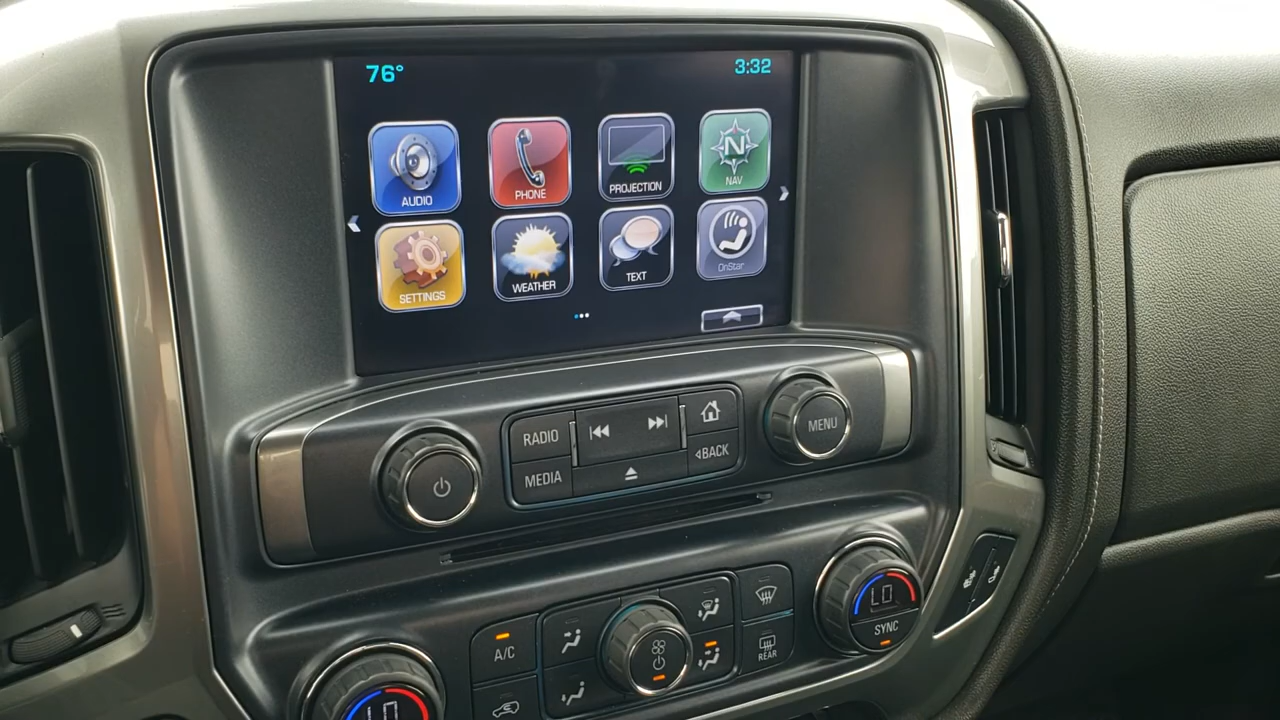 76° 3:32
AUDIO PHONE PROJECTION N NAV
SETTINGS WEATHER TEXT OnStar
RADIO
MEDIA
BACK
MENU
A/C
REAR
LO
SYNC
LO